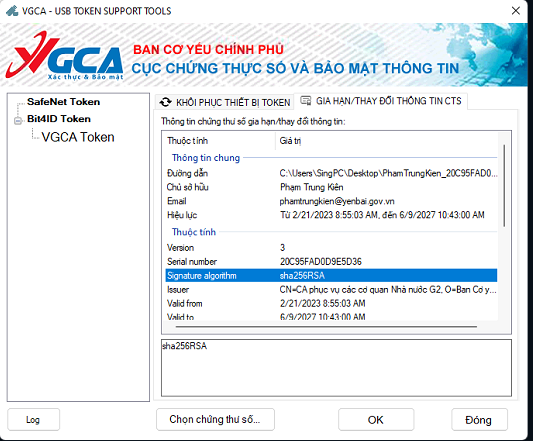 VGCA - USB TOKEN SUPPORT TOOLS
VGCA
Xác thực & Bảo mật
BAN CƠ YẾU CHÍNH PHỦ
CỤC CHỨNG THỰC SỐ VÀ BẢO MẬT THÔNG TIN
SafeNet Token
Bit4ID Token
VGCA Token
KHÔI PHỤC THIẾT BỊ TOKEN
GIA HẠN/THAY ĐỔI THÔNG TIN CTS
Thông tin chứng thư số gia hạn/thay đổi thông tin:
Thuộc tính Giá trị
Thông tin chung
Đường dẫn C:\Users\SingPC\Desktop\PhamTrungKien_20C95FAD0...
Chủ sở hữu Phạm Trung Kiên
Email phamtrungkien@yenbai.gov.vn
Hiệu lực Từ 2/21/2023 8:55:03 AM, đến 6/9/2027 10:43:00 AM
Thuộc tính
Version 3
Serial number 20C95FAD0D9E5D36
Signature algorithm sha256RSA
Issuer CN=CA phục vụ các cơ quan Nhà nước G2, O=Ban Cơ y...
Valid from 2/21/2023 8:55:03 AM
Valid to 6/9/2027 10:43:00 AM
sha256RSA
Log
Chọn chứng thư số...
OK
Đóng